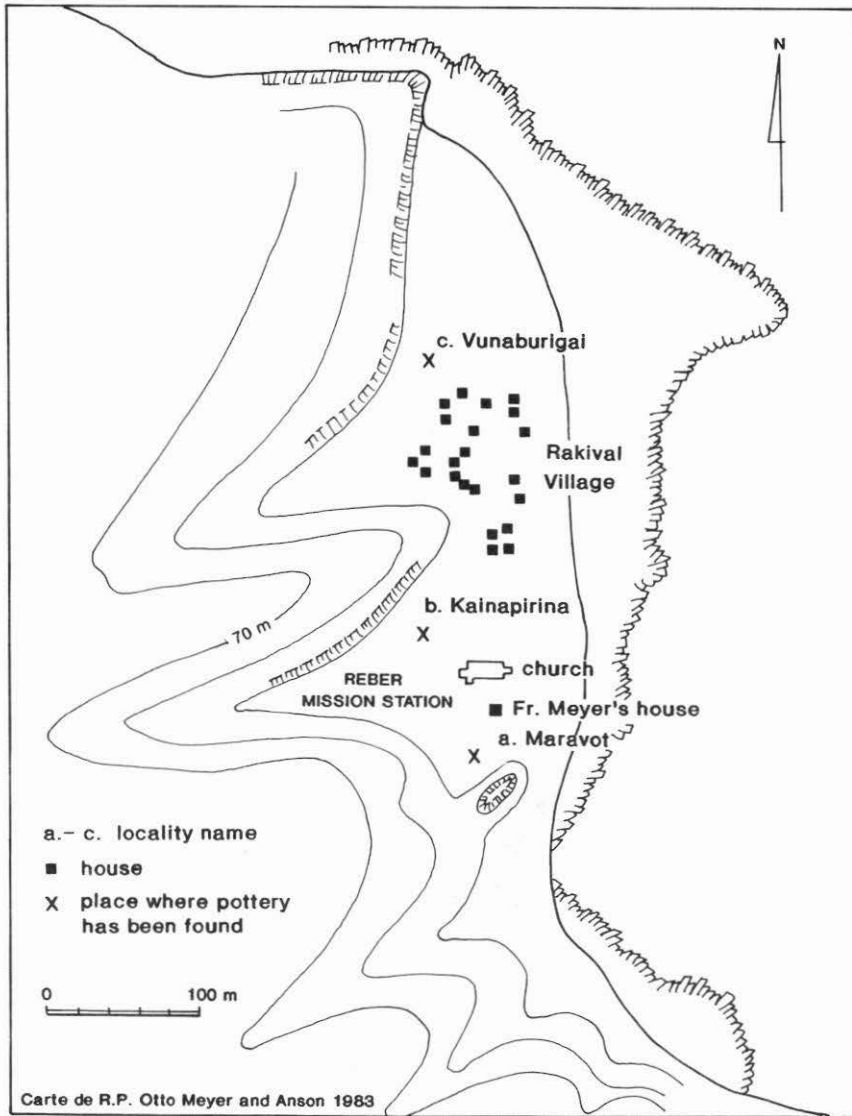 N
c. Vunaburigai
X
Rakival
Village
70 m
b. Kainapirina
X
church
REBER
MISSION STATION
Fr. Meyer's house
a. Maravot
X
a.- c. locality name
house
X place where pottery
has been found
0 100 m
Carte de R.P. Otto Meyer and Anson 1983